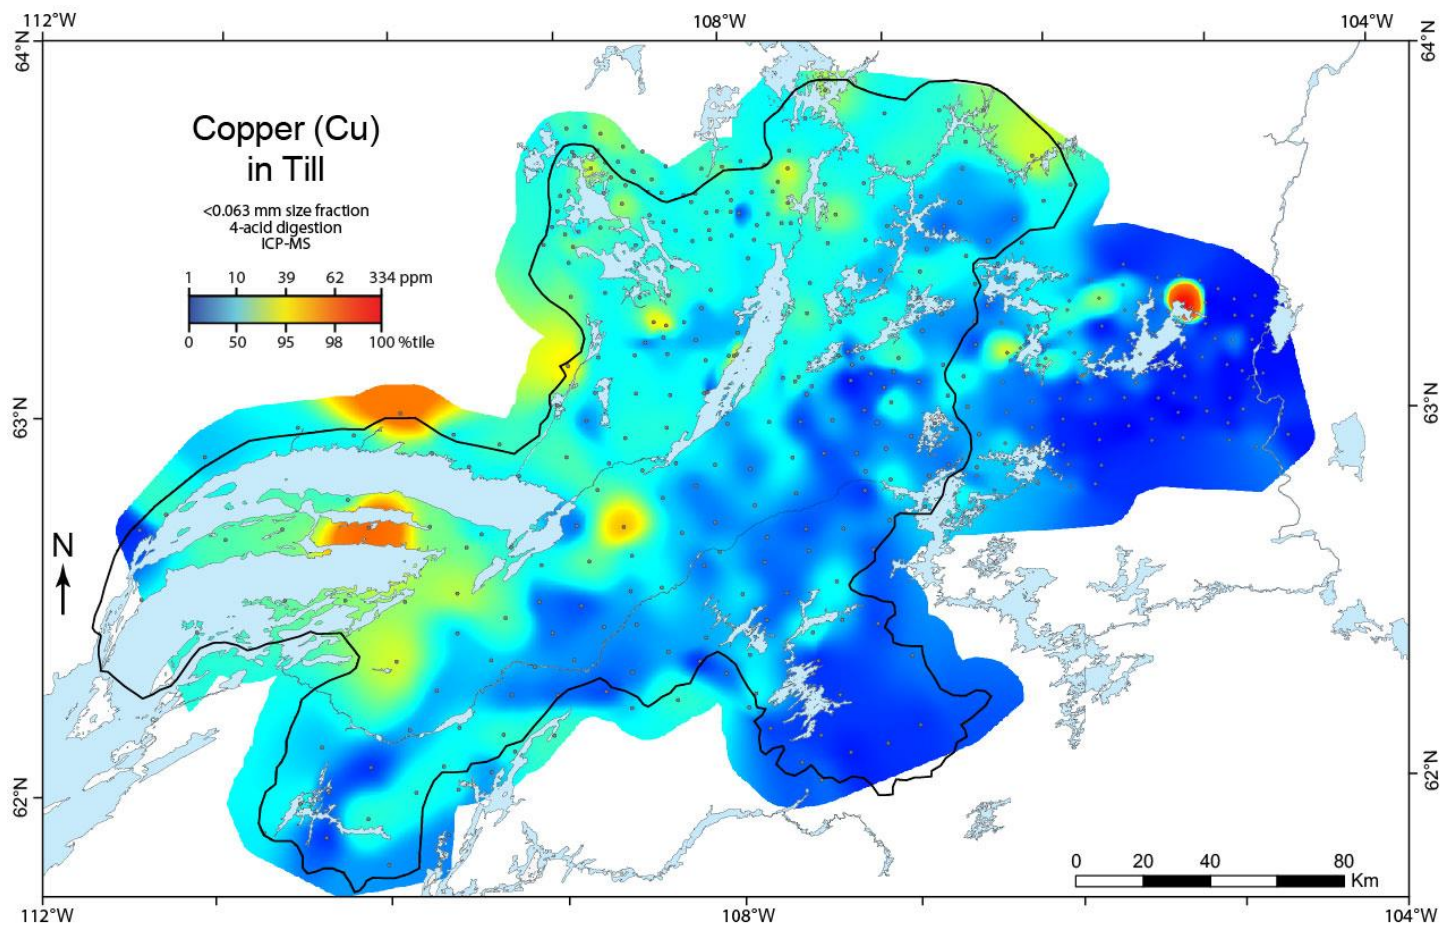 112°W 108°W 104°W
64°N 64°N
Copper (Cu)
in Till
<0.063 mm size fraction
4-acid digestion
ICP-MS
1 10 39 62 334 ppm
0 50 95 98 100 %tile
63°N 63°N
N
62°N 62°N
0 20 40 80
Km
112°W 108°W 104°W